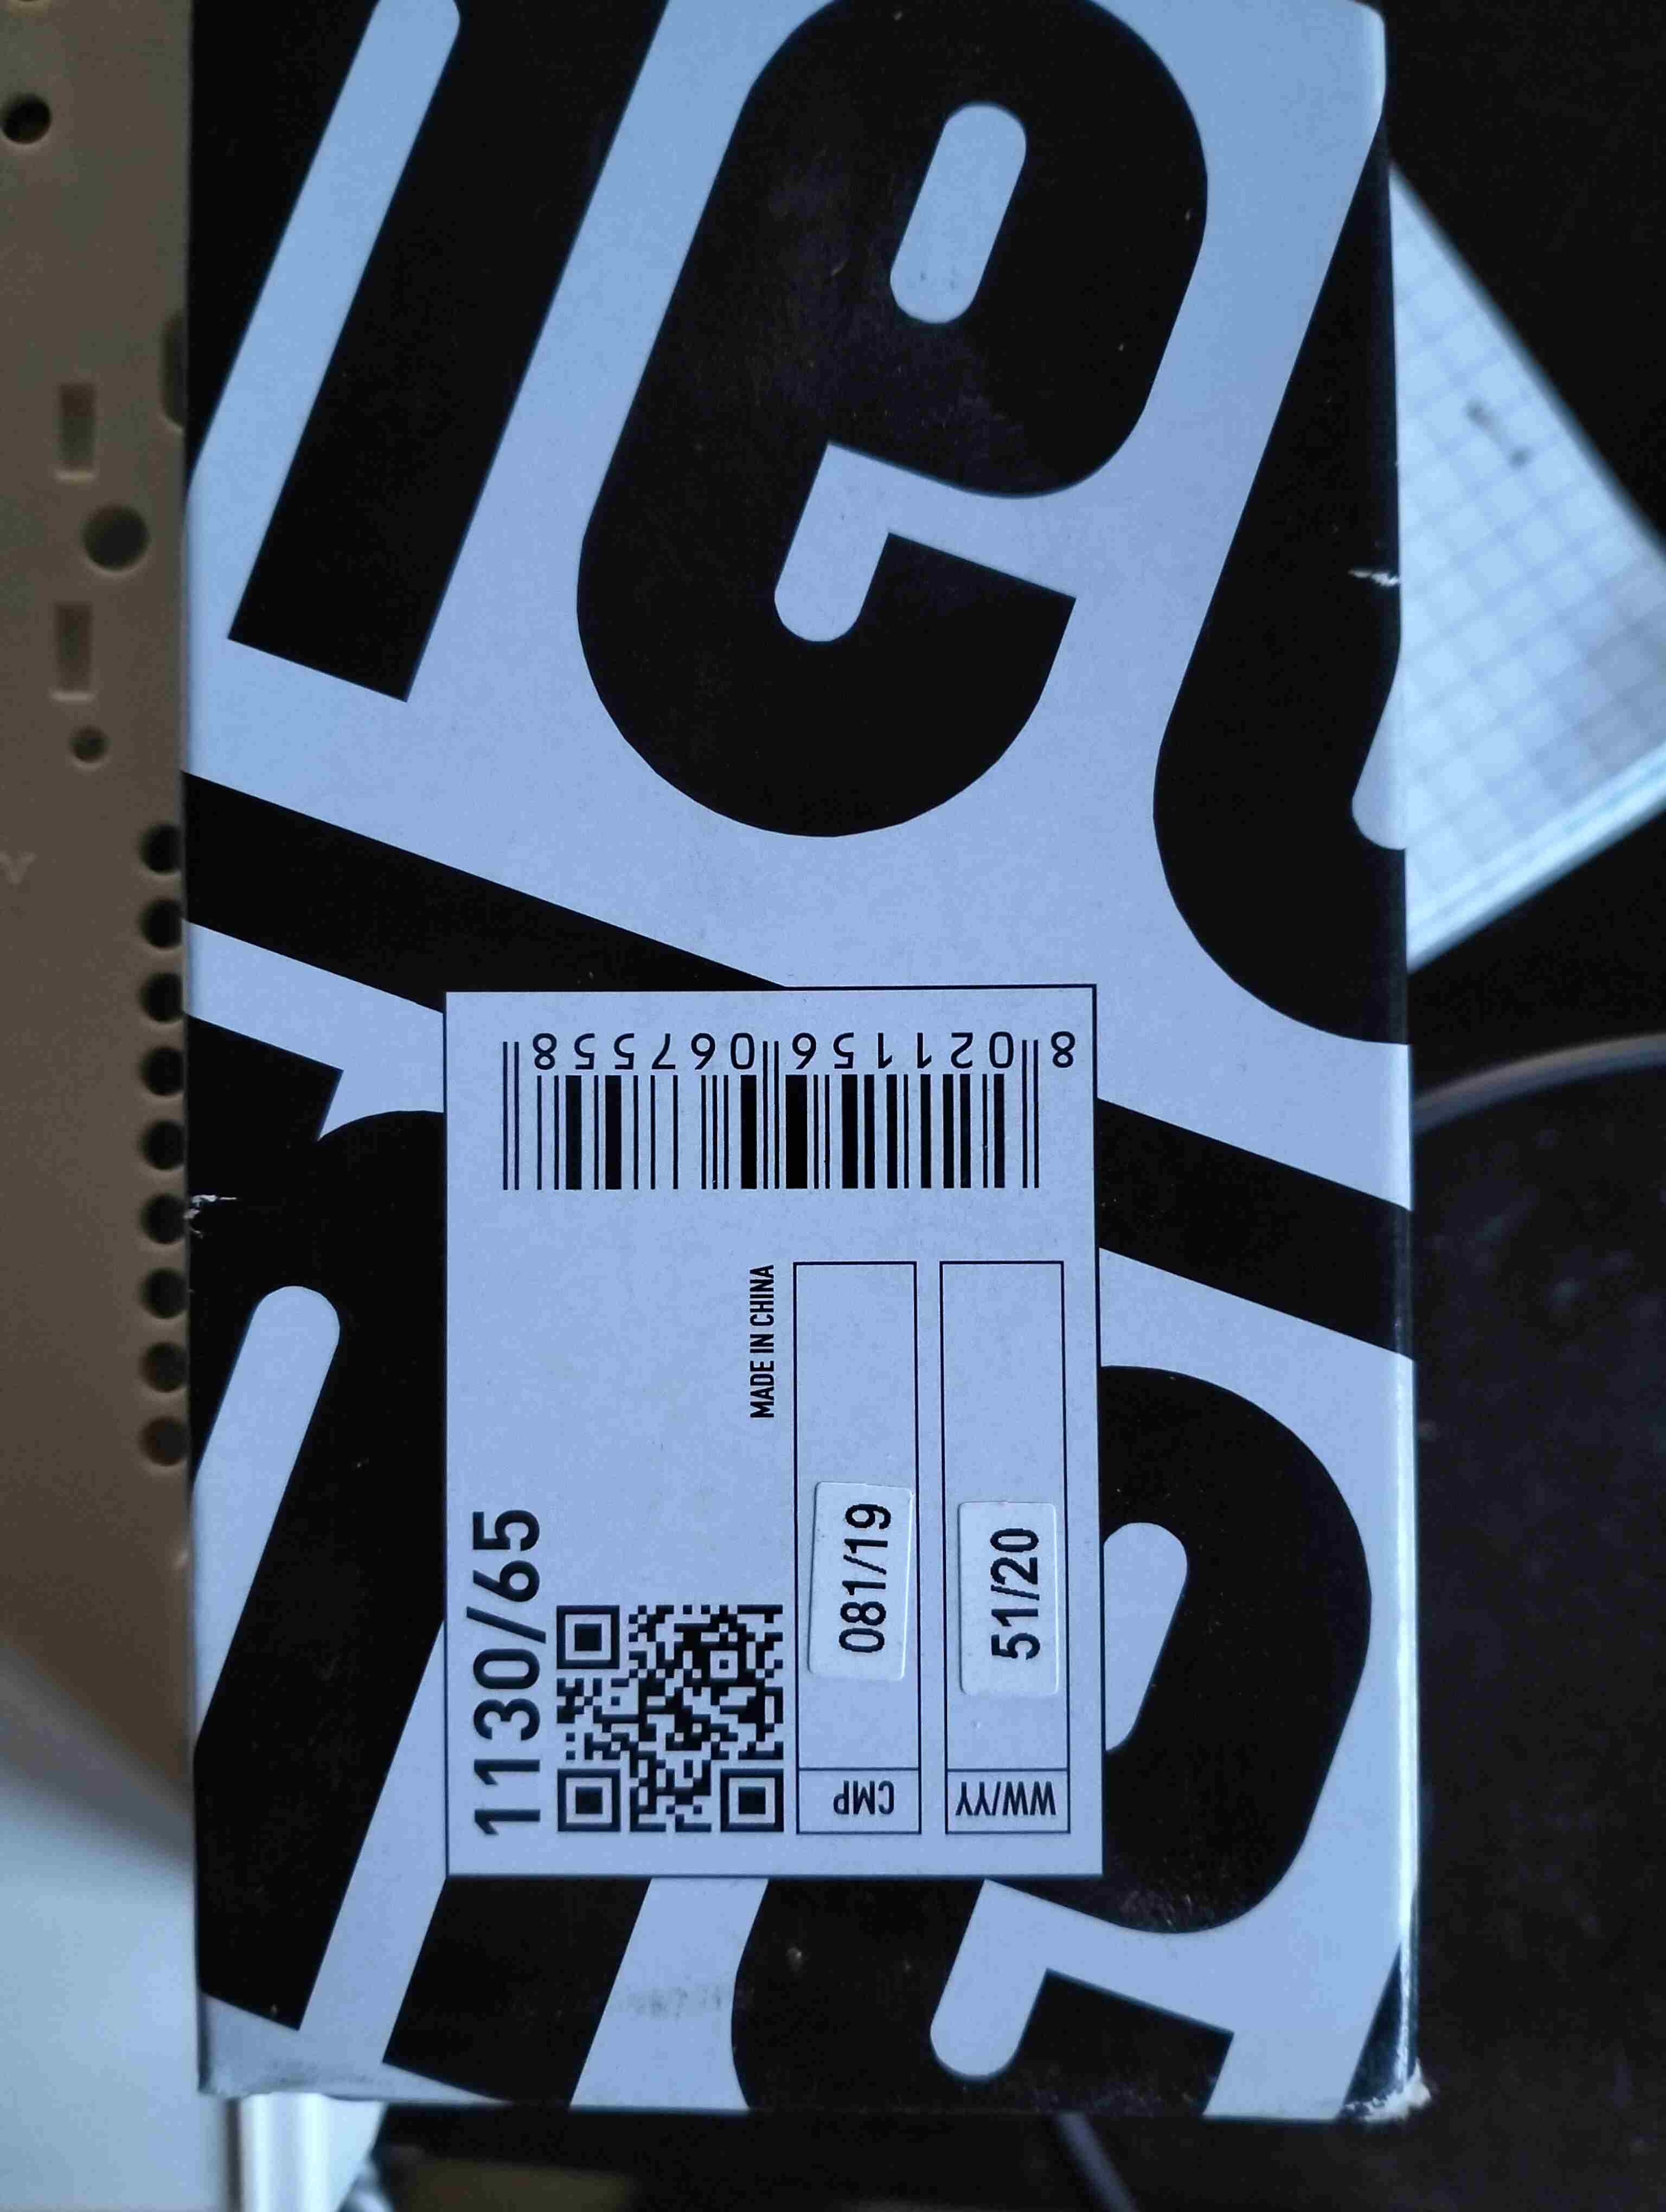 1130/65
MADE IN CHINA
CMP
081/19
WW/YY
51/20
8 021156 067558